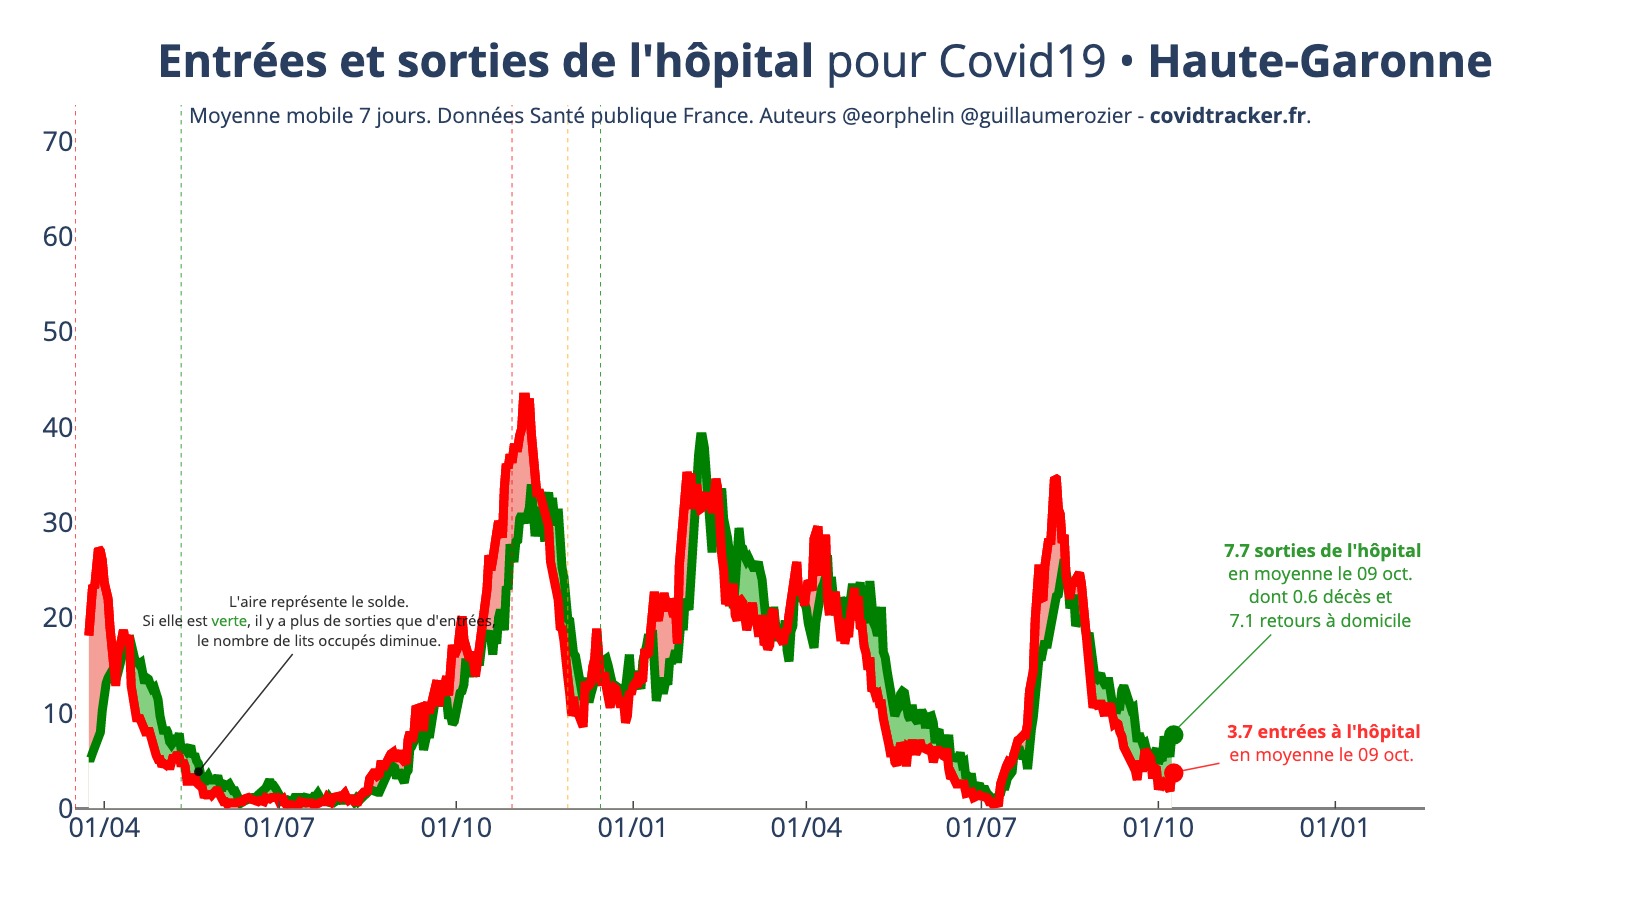 Entrées et sorties de l'hôpital pour Covid19 • Haute-Garonne
Moyenne mobile 7 jours. Données Santé publique France. Auteurs @eorphelin @guillaumerozier - covidtracker.fr.
70
60
50
40
30
20
10
0
L'aire représente le solde.
Si elle est verte, il y a plus de sorties que d'entrées,
le nombre de lits occupés diminue.
7.7 sorties de l'hôpital
en moyenne le 09 oct.
dont 0.6 décès et
7.1 retours à domicile
3.7 entrées à l'hôpital
en moyenne le 09 oct.
01/04 01/07 01/10 01/01 01/04 01/07 01/10 01/01